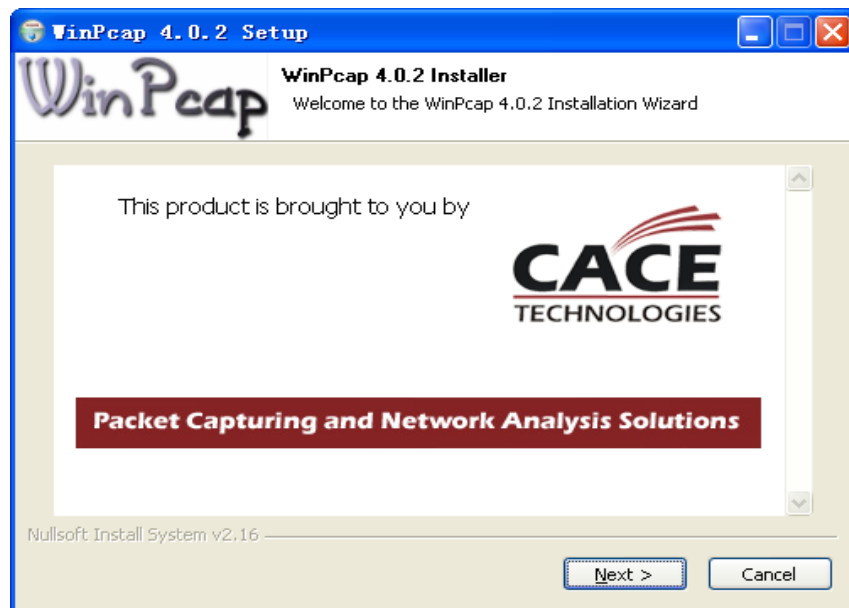 WinPcap 4.0.2 Setup
WinPcap
WinPcap 4.0.2 Installer
Welcome to the WinPcap 4.0.2 Installation Wizard
This product is brought to you by
CACE
TECHNOLOGIES
Packet Capturing and Network Analysis Solutions
Nullsoft Install System v2.16
Next >
Cancel